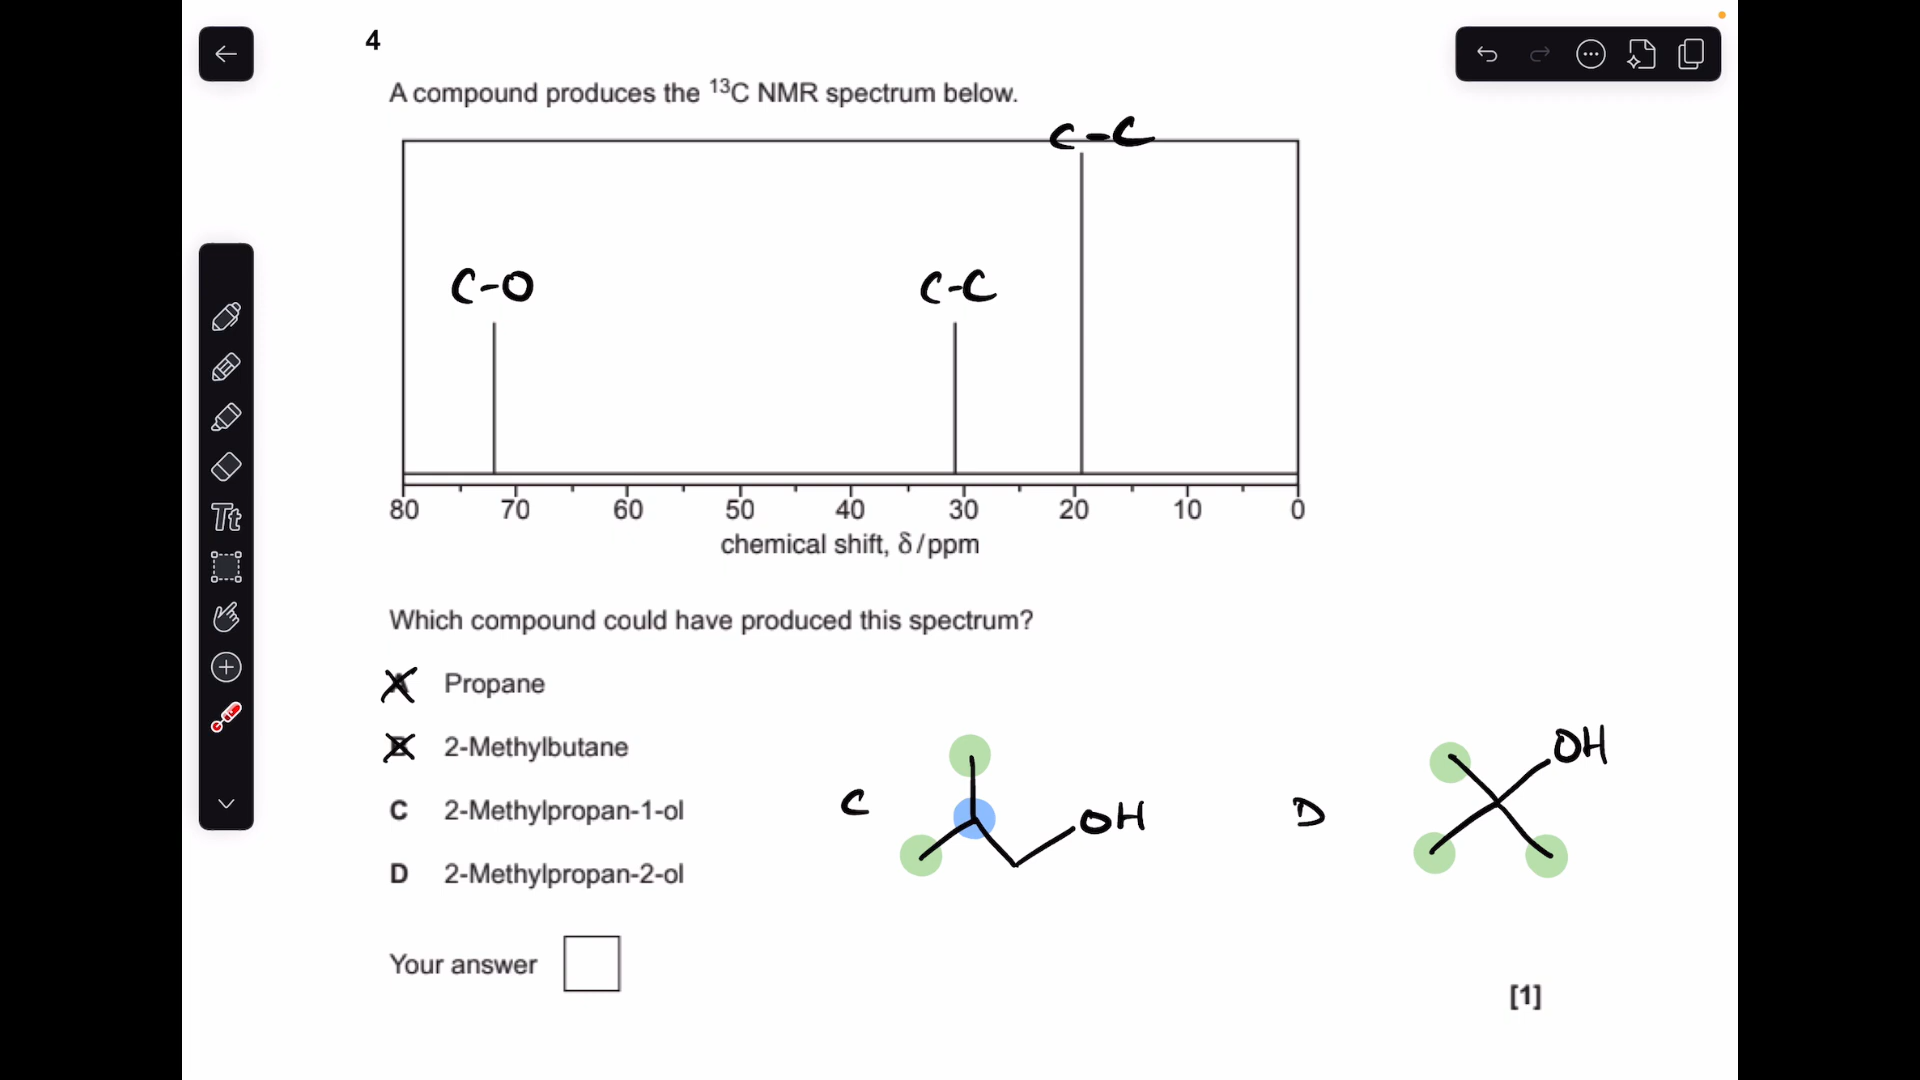 4
A compound produces the ¹³C NMR spectrum below.
C-C
C-O
C-C
80 70 60 50 40 30 20 10 0
chemical shift, δ/ppm
Which compound could have produced this spectrum?
A Propane
B 2-Methylbutane
C 2-Methylpropan-1-ol
D 2-Methylpropan-2-ol
C
OH
D
OH
Your answer
[1]
Tt